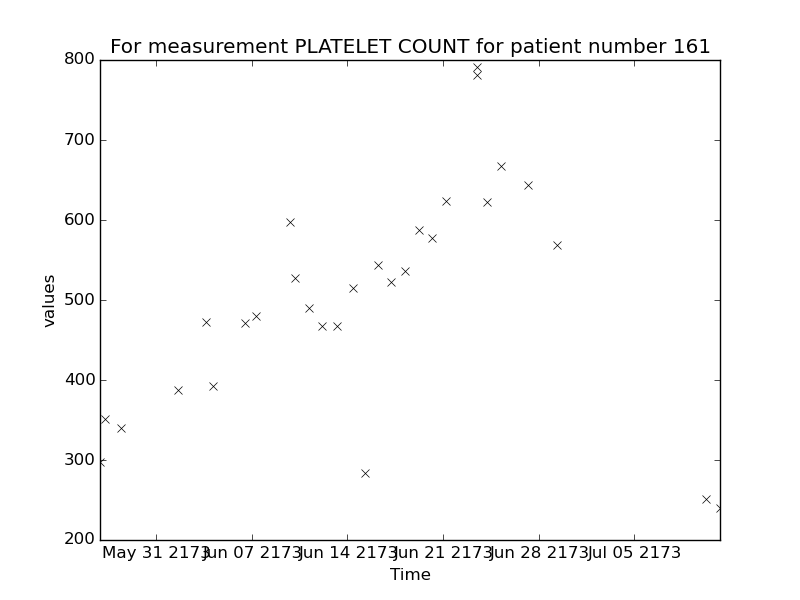 For measurement PLATELET COUNT for patient number 161
800
700
600
500
400
300
200
values
May 31 2173 Jun 07 2173 Jun 14 2173 Jun 21 2173 Jun 28 2173 Jul 05 2173
Time